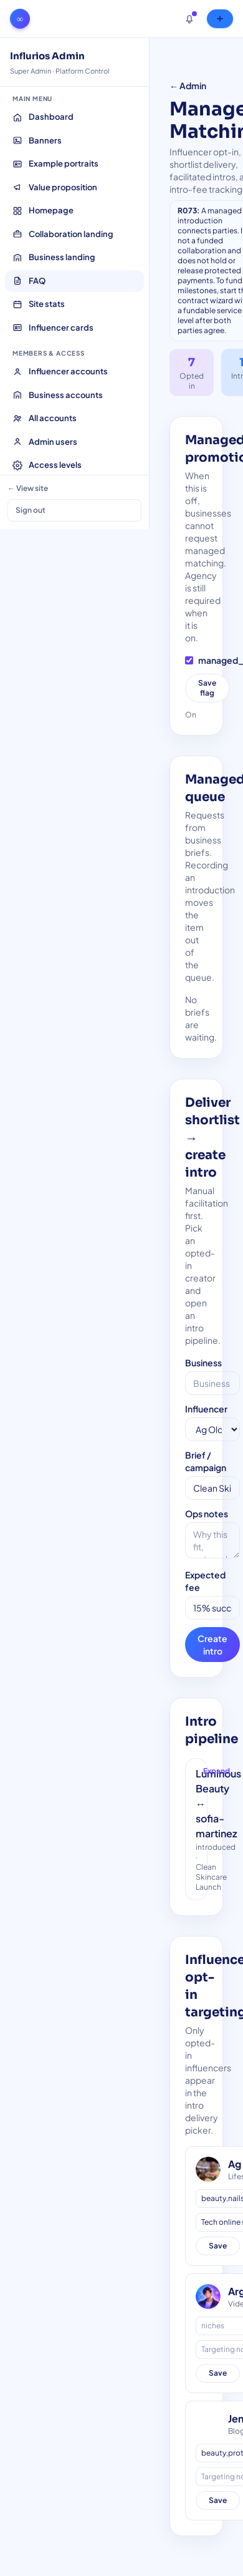 Influrios Admin
Super Admin · Platform Control
MAIN MENU
Dashboard
Banners
Example portraits
Value proposition
Homepage
Collaboration landing
Business landing
FAQ
Site stats
Influencer cards
MEMBERS & ACCESS
Influencer accounts
Business accounts
All accounts
Admin users
Access levels
← View site
Sign out
← Admin
Manage
Matchin
Influencer opt-in,
shortlist delivery,
facilitated intros, a
intro-fee tracking
R073: A managed
introduction
connects parties. I
not a funded
collaboration and
does not hold or
release protected
payments. To fund
milestones, start th
contract wizard wi
a fundable service
level after both
parties agree.
7
Opted
in
1
Intr
Managed
promotio
When
this is
off,
businesses
cannot
request
managed
matching.
Agency
is still
required
when
it is
on.
managed_
Save
flag
On
Managed
queue
Requests
from
business
briefs.
Recording
an
introduction
moves
the
item
out
of
the
queue.
No
briefs
are
waiting.
Deliver
shortlist
→
create
intro
Manual
facilitation
first.
Pick
an
opted-
in
creator
and
open
an
intro
pipeline.
Business
Business
Influencer
Ag Olc
Brief /
campaign
Clean Ski
Ops notes
Why this
fit,
Expected
fee
15% succ
Create
intro
Intro
pipeline
Expand
Luminous
Beauty
↔
sofia-
martinez
introduced
·
Clean
Skincare
Launch
Influence
opt-
in
targeting
Only
opted-
in
influencers
appear
in the
intro
delivery
picker.
Ag
Lifes
beauty,nails
Tech online s
Save
Arg
Vide
niches
Targeting no
Save
Jen
Blog
beauty,prot
Targeting no
Save